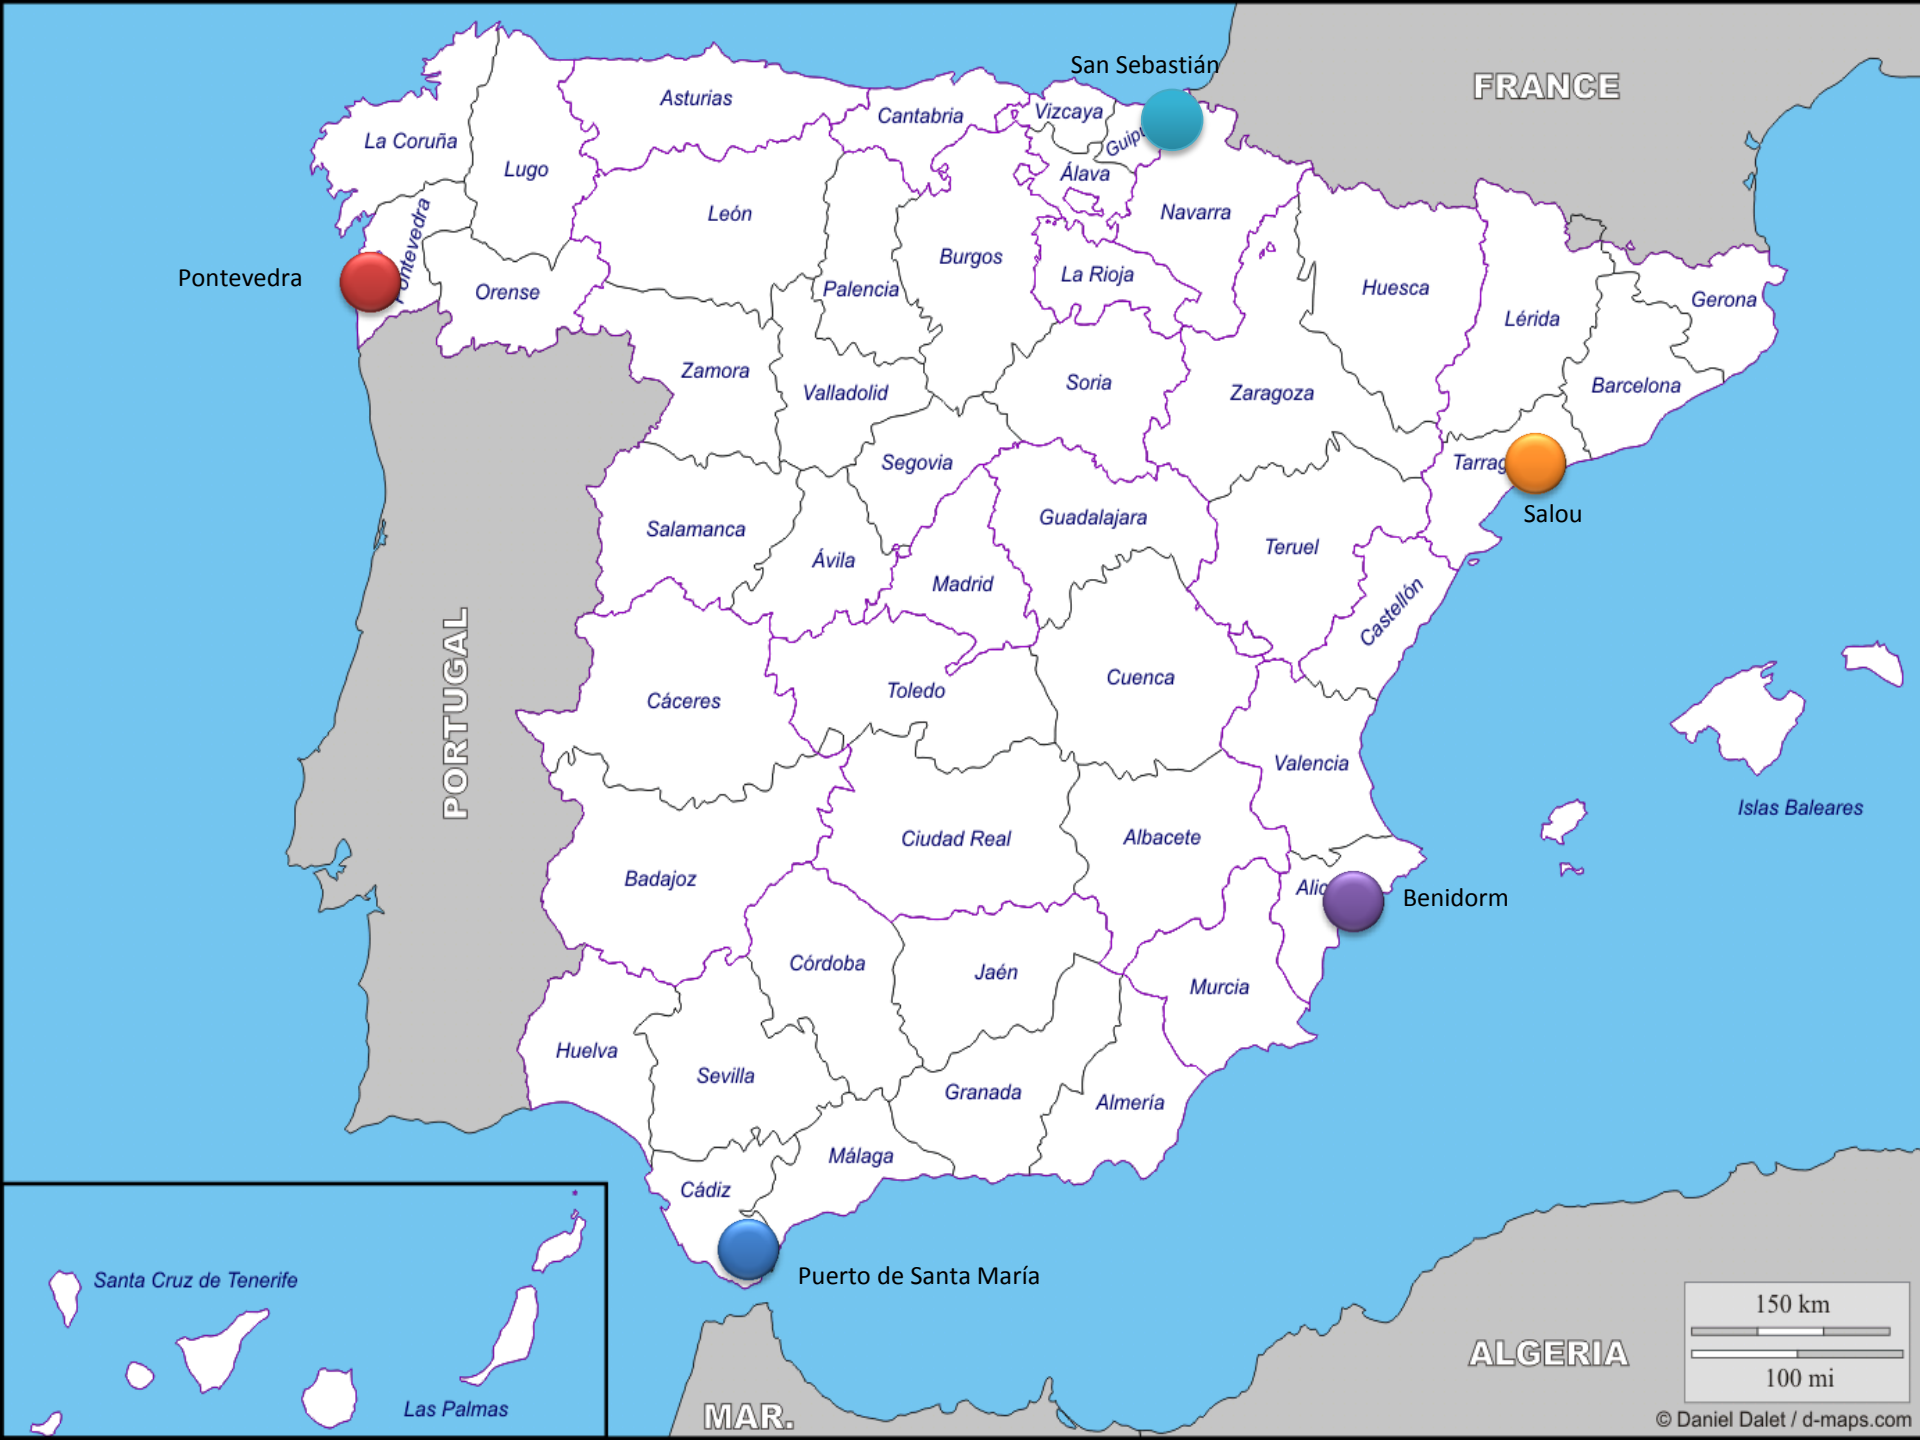 San Sebastián
FRANCE
Asturias
Cantabria
Vizcaya
La Coruña
Lugo
Álava
León
Navarra
Pontevedra
Burgos
La Rioja
Pontevedra
Orense
Palencia
Huesca
Gerona
Lérida
Zamora
Valladolid
Soria
Zaragoza
Barcelona
Segovia
Salou
Guadalajara
Salamanca
Teruel
Ávila
Madrid
Castellón
PORTUGAL
Cuenca
Toledo
Cáceres
Valencia
Islas Baleares
Ciudad Real
Albacete
Badajoz
Benidorm
Córdoba
Jaén
Murcia
Huelva
Sevilla
Granada
Almería
Málaga
Cádiz
Puerto de Santa María
Santa Cruz de Tenerife
Las Palmas
150 km
100 mi
ALGERIA
MAR.
© Daniel Dalet / d-maps.com